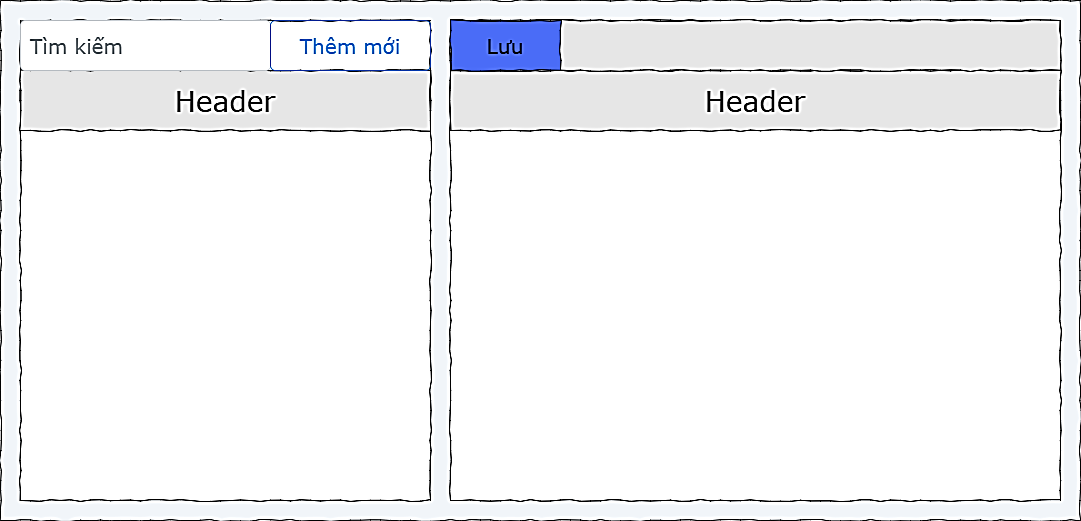 Tìm kiếm
Thêm mới
Header
Lưu
Header